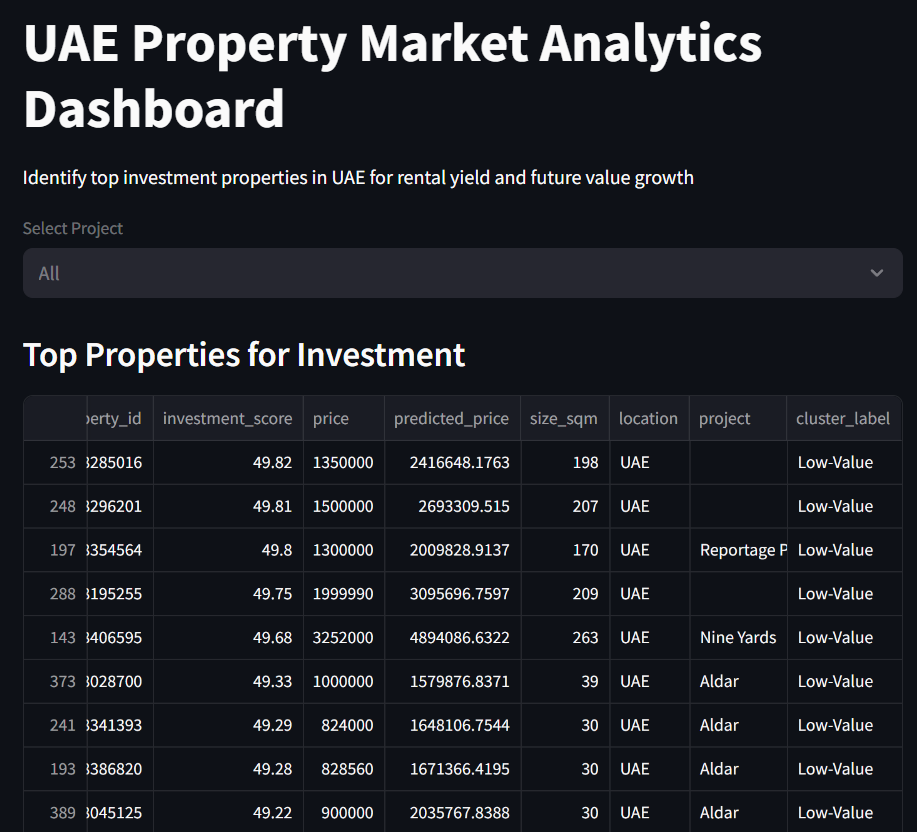 UAE Property Market Analytics
Dashboard
Identify top investment properties in UAE for rental yield and future value growth
Select Project
All
Top Properties for Investment
erty_id investment_score price predicted_price size_sqm location project cluster_label
253 3285016 49.82 1350000 2416648.1763 198 UAE Low-Value
248 3296201 49.81 1500000 2693309.515 207 UAE Low-Value
197 3354564 49.8 1300000 2009828.9137 170 UAE Reportage P Low-Value
288 3195255 49.75 1999990 3095696.7597 209 UAE Low-Value
143 3406595 49.68 3252000 4894086.6322 263 UAE Nine Yards Low-Value
373 3028700 49.33 1000000 1579876.8371 39 UAE Aldar Low-Value
241 3341393 49.29 824000 1648106.7544 30 UAE Aldar Low-Value
193 3386820 49.28 828560 1671366.4195 30 UAE Aldar Low-Value
389 3045125 49.22 900000 2035767.8388 30 UAE Aldar Low-Value